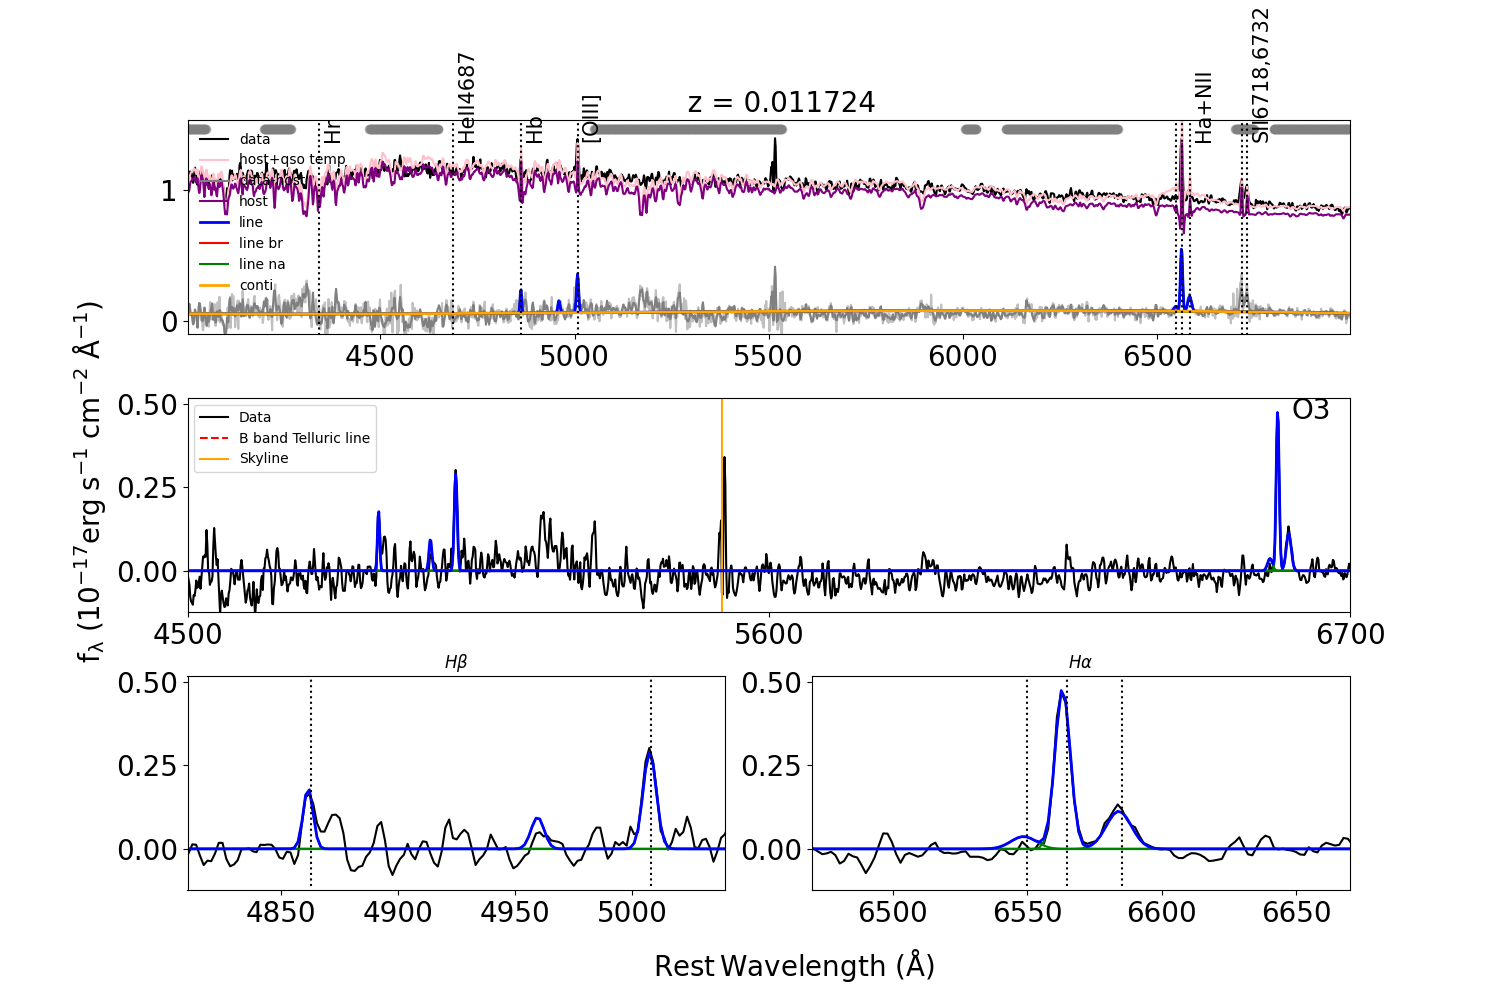 z = 0.011724
Hr
HeII4687
Hb
[OIII]
Ha+NII
SII6718,6732
data
host+qso temp
data-host
host
line
line br
line na
conti
1
0
4500
5000
5500
6000
6500
fλ (10⁻¹⁷erg s⁻¹ cm⁻² Å⁻¹)
0.50
0.25
0.00
Data
B band Telluric line
Skyline
O3
4500
5600
6700
Hβ
0.50
0.25
0.00
4850
4900
4950
5000
Hα
0.50
0.25
0.00
6500
6550
6600
6650
Rest Wavelength (Å)